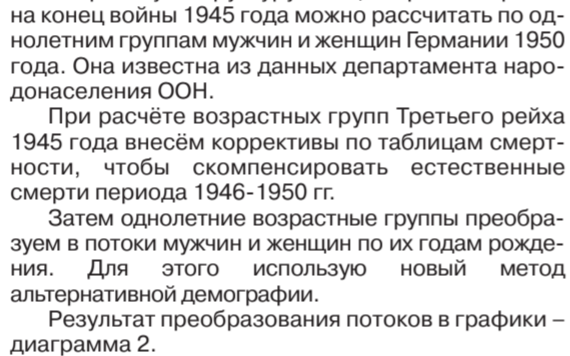 на конец войны 1945 года можно рассчитать по од-
нолетним группам мужчин и женщин Германии 1950
года. Она известна из данных департамента наро-
донаселения ООН.
При расчёте возрастных групп Третьего рейха
1945 года внесём коррективы по таблицам смерт-
ности, чтобы скомпенсировать естественные
смерти периода 1946-1950 гг.
Затем однолетние возрастные группы преобра-
зуем в потоки мужчин и женщин по их годам рожде-
ния. Для этого использую новый метод
альтернативной демографии.
Результат преобразования потоков в графики –
диаграмма 2.